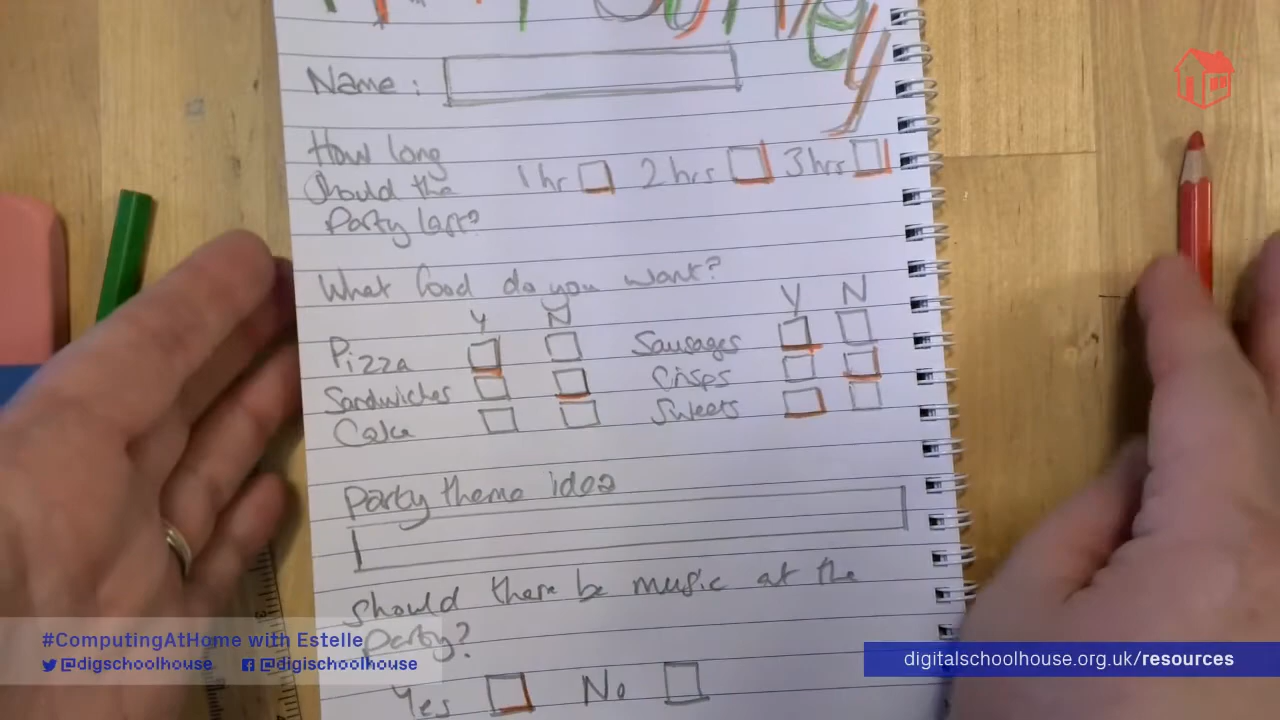 Name :
How long
should the
Party last?
1 hr 2 hrs 3 hrs
What food do you want?
Y N Y N
Pizza Sausages
Sandwiches Crisps
Cake Sweets
Party theme idea
Should there be music at the
party?
Yes No
#ComputingAtHome with Estelle
@digschoolhouse @digischoolhouse
digitalschoolhouse.org.uk/resources